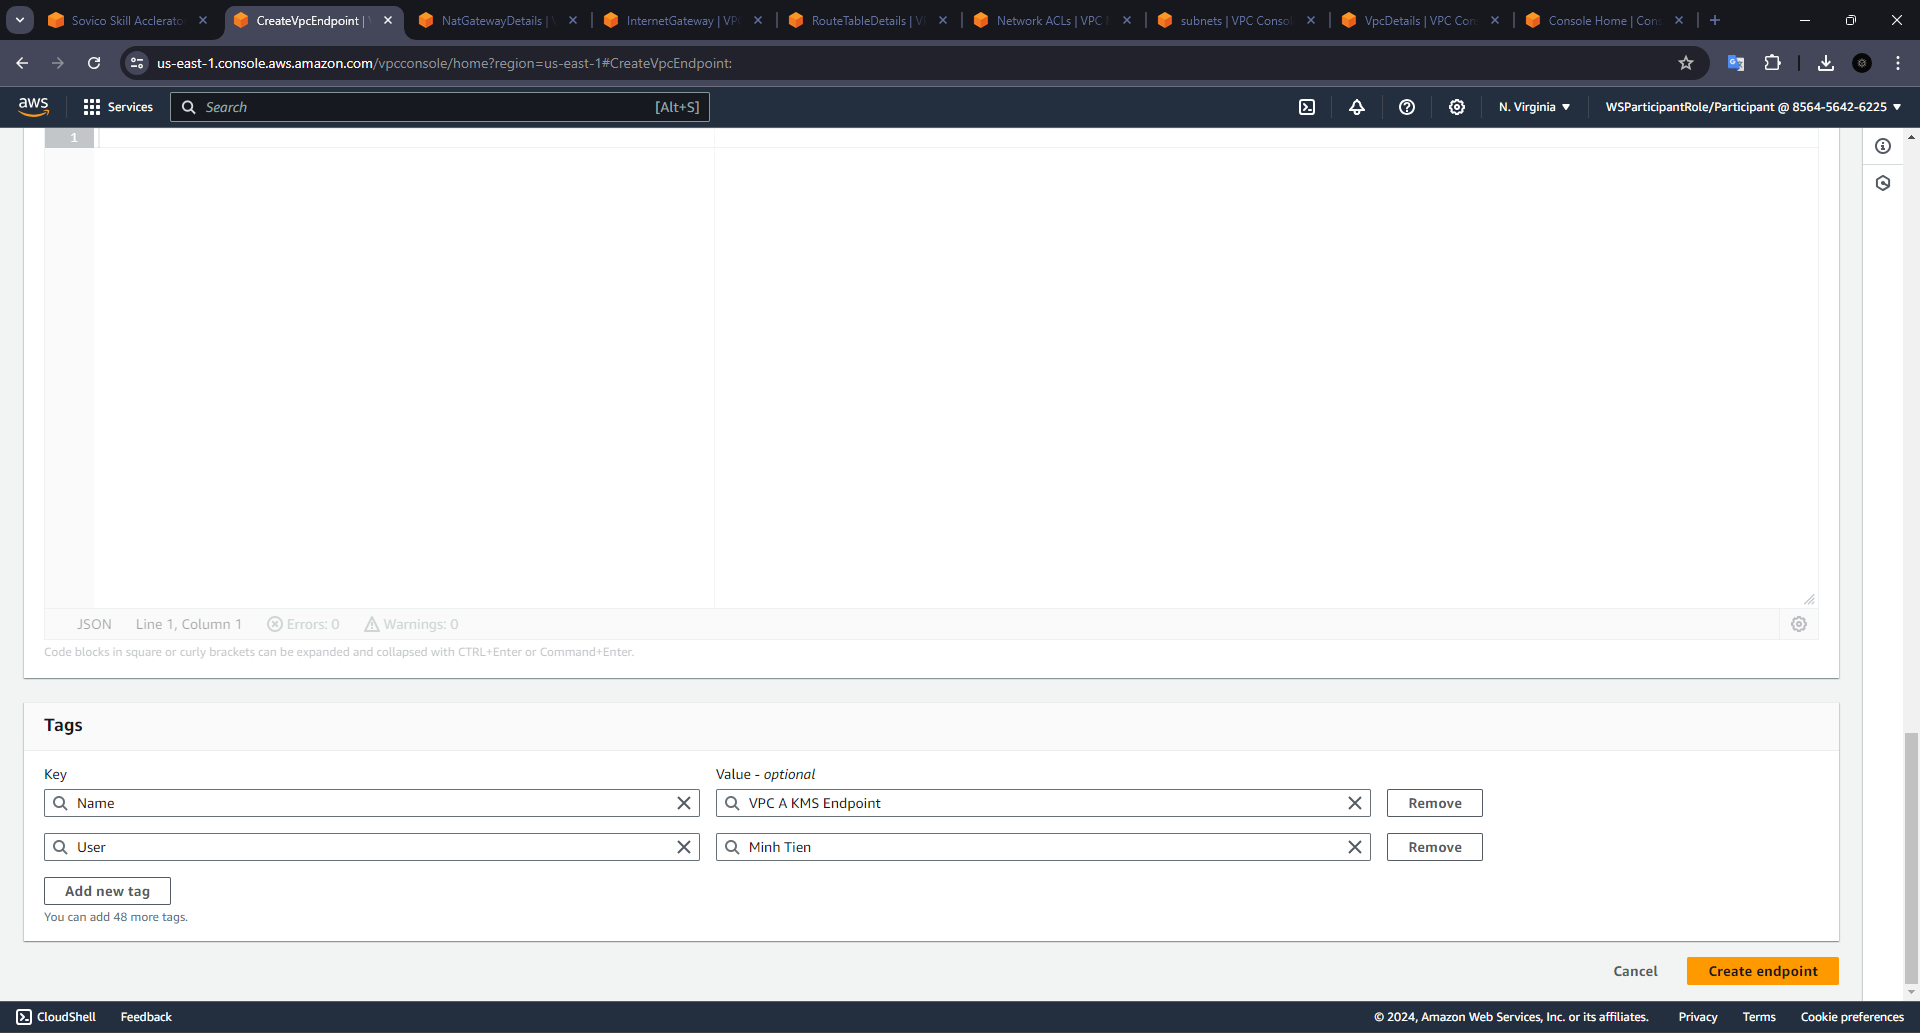 Sovico Skill Acclerato
CreateVpcEndpoint |
NatGatewayDetails |
InternetGateway | VP
RouteTableDetails | V
Network ACLs | VPC
subnets | VPC Conso
VpcDetails | VPC Con
Console Home | Con
us-east-1.console.aws.amazon.com/vpcconsole/home?region=us-east-1#CreateVpcEndpoint:
aws
Services
Search
[Alt+S]
N. Virginia
WSParticipantRole/Participant @ 8564-5642-6225
1
JSON Line 1, Column 1 Errors: 0 Warnings: 0
Code blocks in square or curly brackets can be expanded and collapsed with CTRL+Enter or Command+Enter.
Tags
Key
Value - optional
Name
VPC A KMS Endpoint
Remove
User
Minh Tien
Remove
Add new tag
You can add 48 more tags.
Cancel
Create endpoint
CloudShell
Feedback
© 2024, Amazon Web Services, Inc. or its affiliates.
Privacy
Terms
Cookie preferences